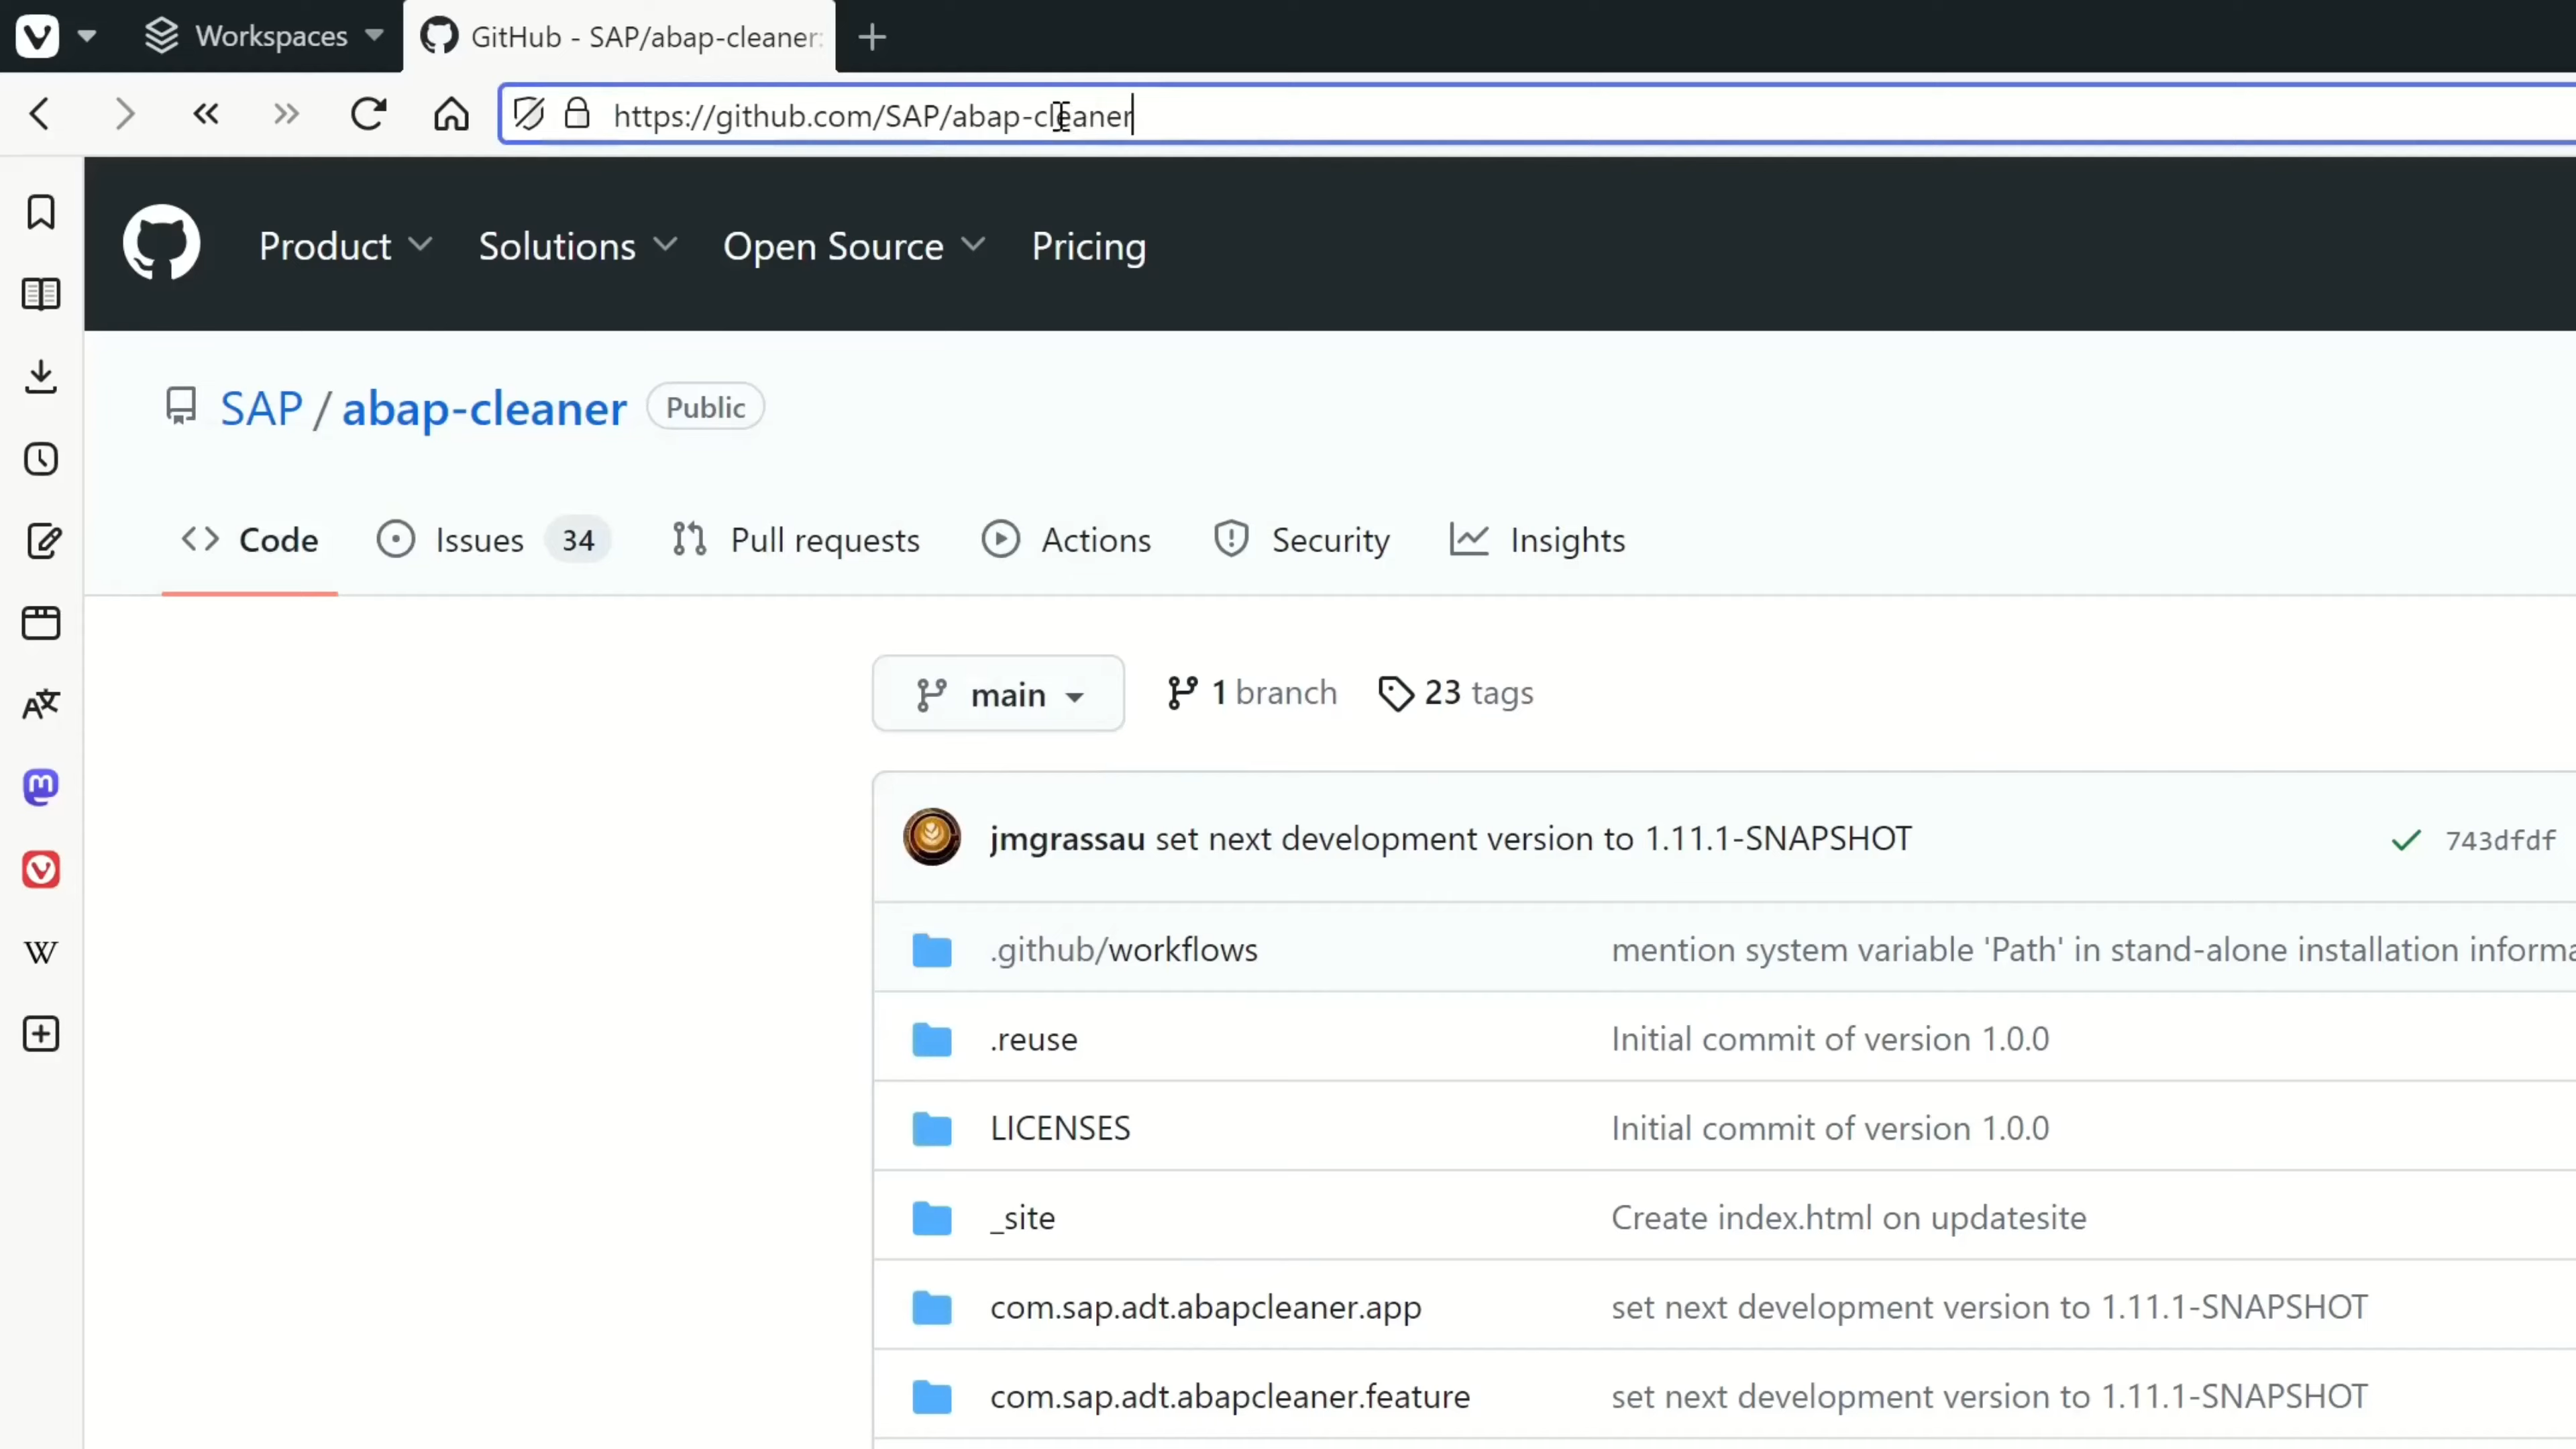 Workspaces GitHub - SAP/abap-cleaner:
https://github.com/SAP/abap-cleaner
Product Solutions Open Source Pricing
SAP / abap-cleaner Public
Code Issues 34 Pull requests Actions Security Insights
main 1 branch 23 tags
jmgrassau set next development version to 1.11.1-SNAPSHOT 743dfdf
.github/workflows mention system variable 'Path' in stand-alone installation
.reuse Initial commit of version 1.0.0
LICENSES Initial commit of version 1.0.0
_site Create index.html on updatesite
com.sap.adt.abapcleaner.app set next development version to 1.11.1-SNAPSHOT
com.sap.adt.abapcleaner.feature set next development version to 1.11.1-SNAPSHOT